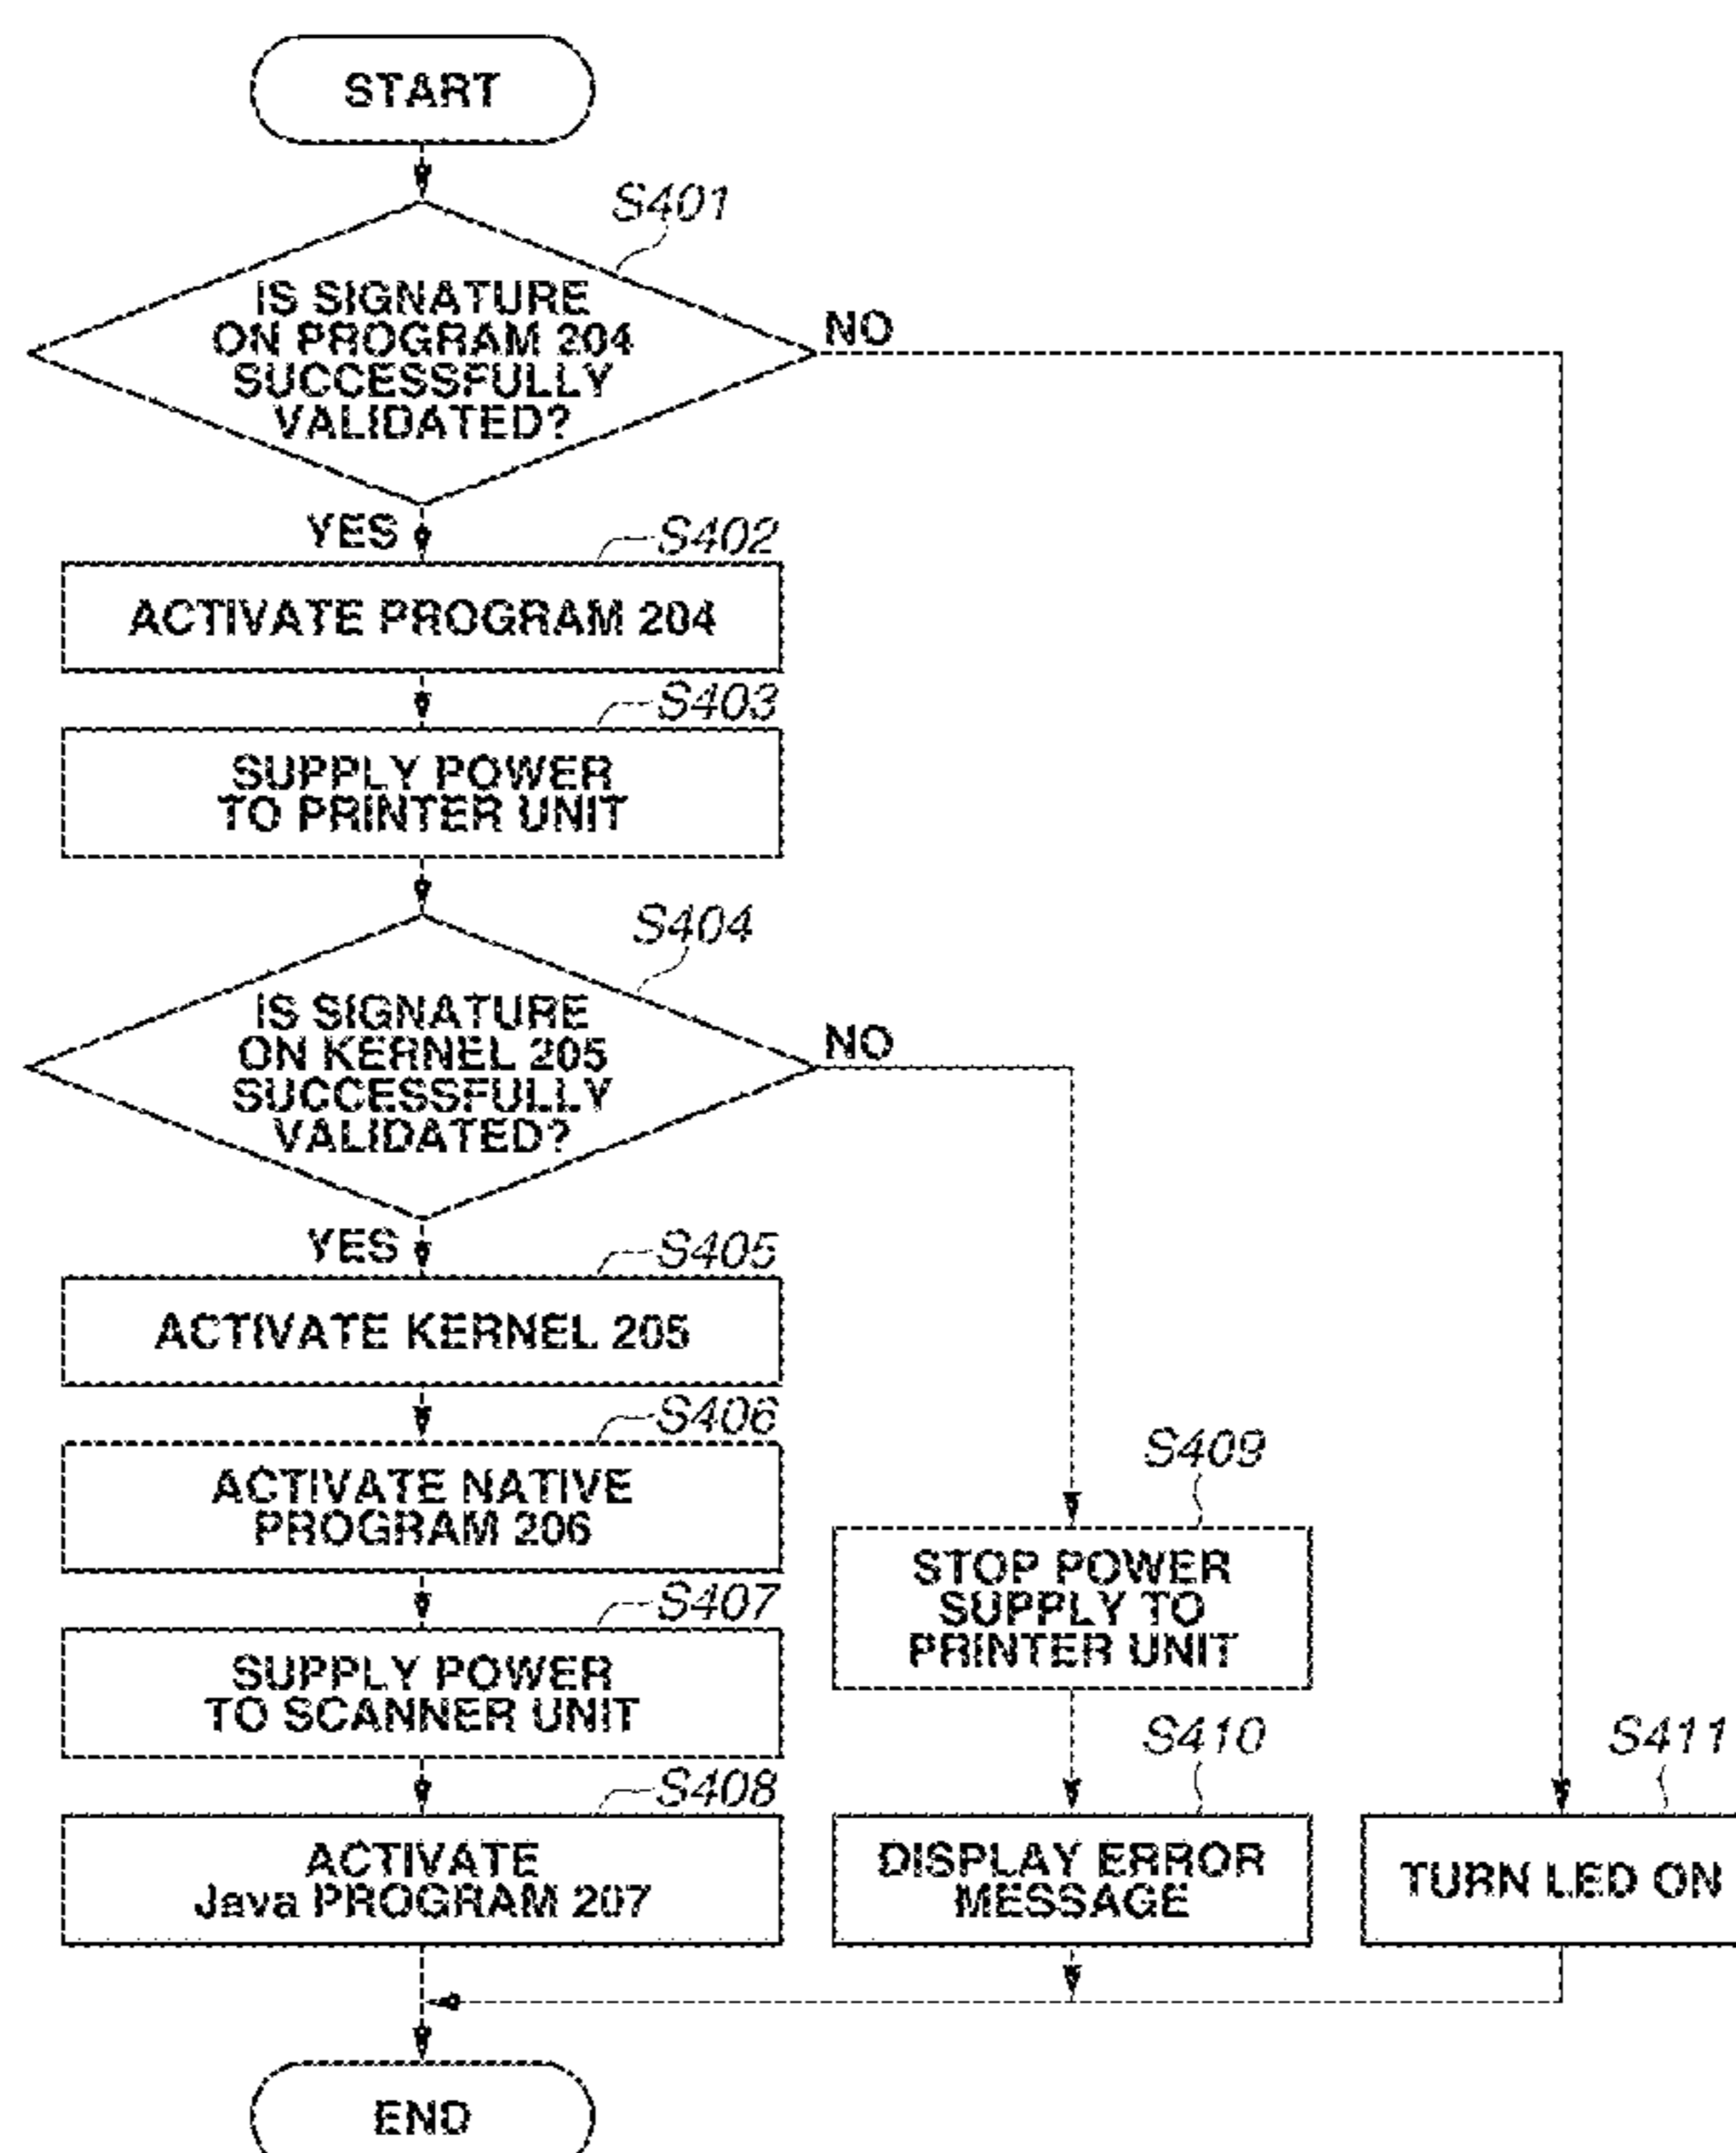 START
S401
IS SIGNATURE
ON PROGRAM 204
SUCCESSFULLY
VALIDATED?
NO
YES
S402
ACTIVATE PROGRAM 204
S403
SUPPLY POWER
TO PRINTER UNIT
S404
IS SIGNATURE
ON KERNEL 205
SUCCESSFULLY
VALIDATED?
NO
YES
S405
ACTIVATE KERNEL 205
S406
ACTIVATE NATIVE
PROGRAM 206
S407
SUPPLY POWER
TO SCANNER UNIT
S408
ACTIVATE
Java PROGRAM 207
S409
STOP POWER
SUPPLY TO
PRINTER UNIT
S410
DISPLAY ERROR
MESSAGE
S411
TURN LED ON
END